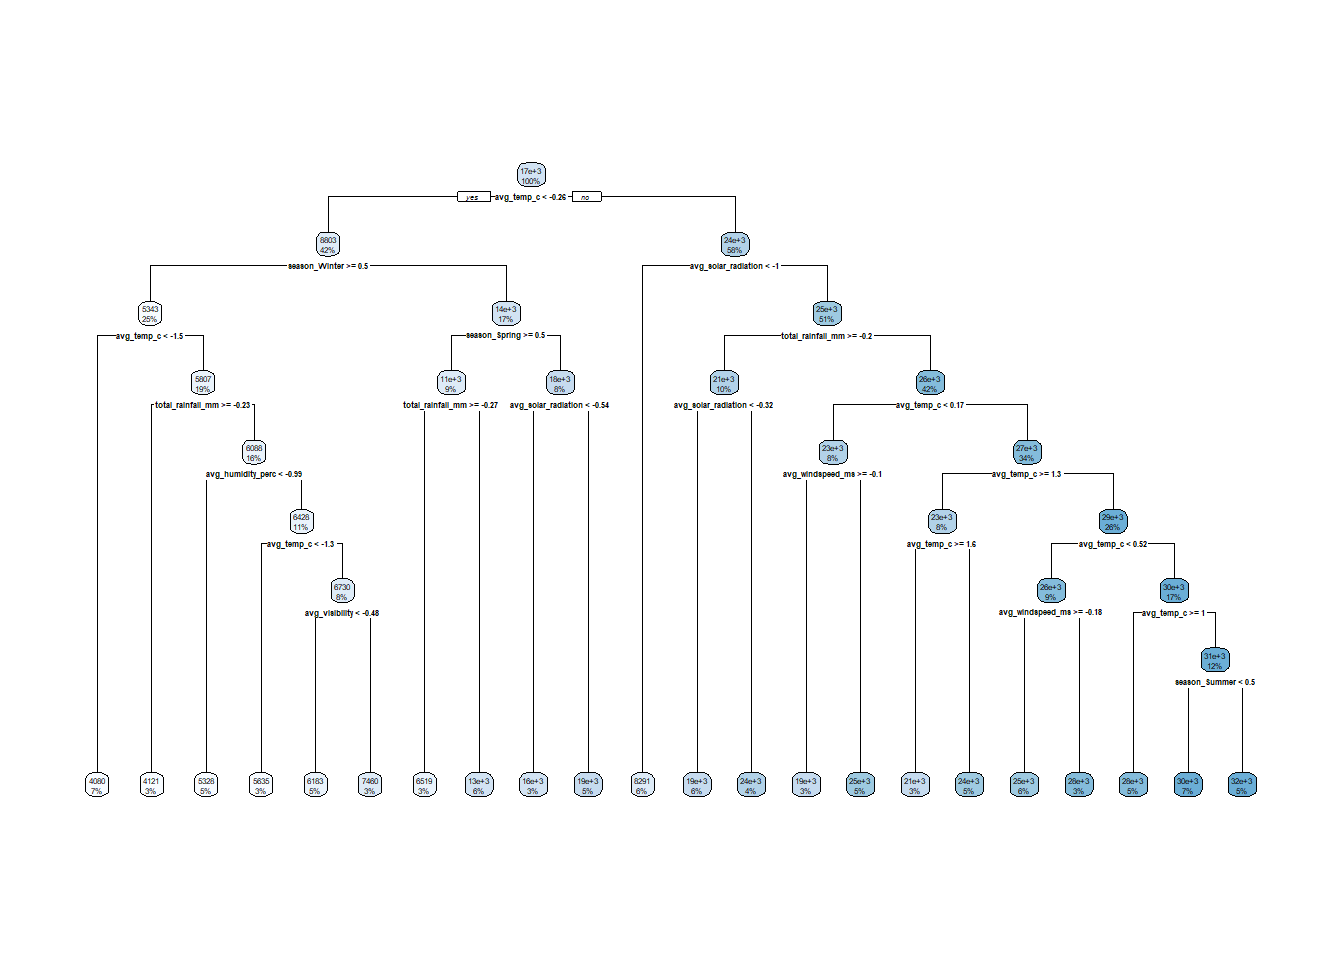 17e+3
100%
yes
avg_temp_c < -0.26
no
8803
42%
24e+3
58%
season_Winter >= 0.5
avg_solar_radiation < -1
5343
25%
14e+3
17%
25e+3
51%
avg_temp_c < -1.5
season_Spring >= 0.5
total_rainfall_mm >= -0.2
5807
19%
11e+3
9%
18e+3
8%
21e+3
10%
26e+3
42%
total_rainfall_mm >= -0.23
total_rainfall_mm >= -0.27
avg_solar_radiation < -0.54
avg_solar_radiation < -0.32
avg_temp_c < 0.17
6088
16%
23e+3
8%
27e+3
34%
avg_humidity_perc < -0.99
avg_windspeed_ms >= -0.1
avg_temp_c >= 1.3
6428
11%
23e+3
8%
29e+3
26%
avg_temp_c < -1.3
avg_temp_c >= 1.6
avg_temp_c < 0.52
6730
8%
26e+3
9%
30e+3
17%
avg_visibility < -0.48
avg_windspeed_ms >= -0.18
avg_temp_c >= 1
31e+3
12%
season_Summer < 0.5
4080
7%
4121
3%
5328
5%
5635
3%
6183
5%
7460
3%
6519
3%
13e+3
6%
16e+3
3%
19e+3
5%
8291
6%
19e+3
6%
24e+3
4%
19e+3
3%
25e+3
5%
21e+3
3%
24e+3
5%
25e+3
6%
28e+3
3%
28e+3
5%
30e+3
7%
32e+3
5%